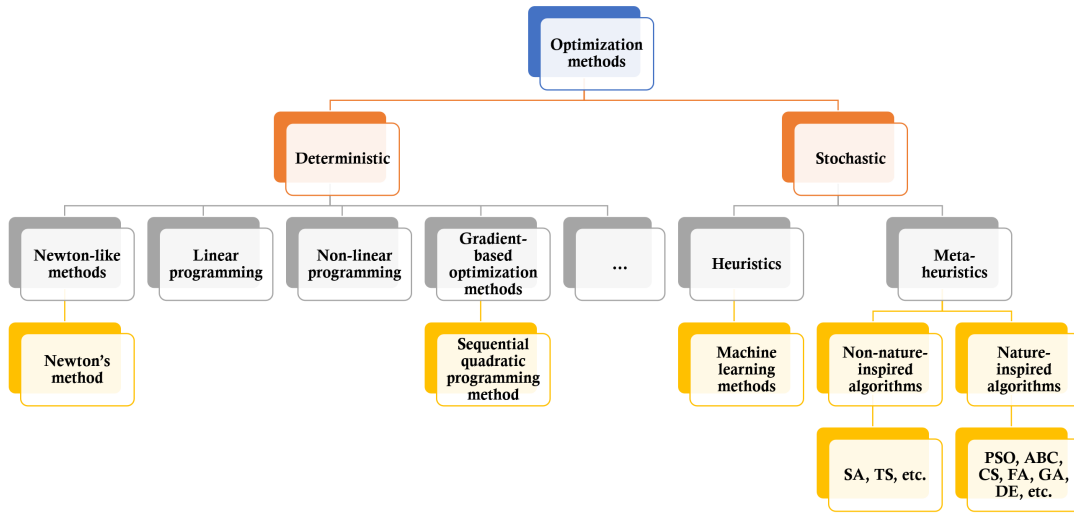 Optimization
methods
Deterministic
Stochastic
Newton-like
methods
Linear
programming
Non-linear
programming
Gradient-
based
optimization
methods
...
Heuristics
Meta-
heuristics
Newton's
method
Sequential
quadratic
programming
method
Machine
learning
methods
Non-nature-
inspired
algorithms
Nature-
inspired
algorithms
SA, TS, etc.
PSO, ABC,
CS, FA, GA,
DE, etc.